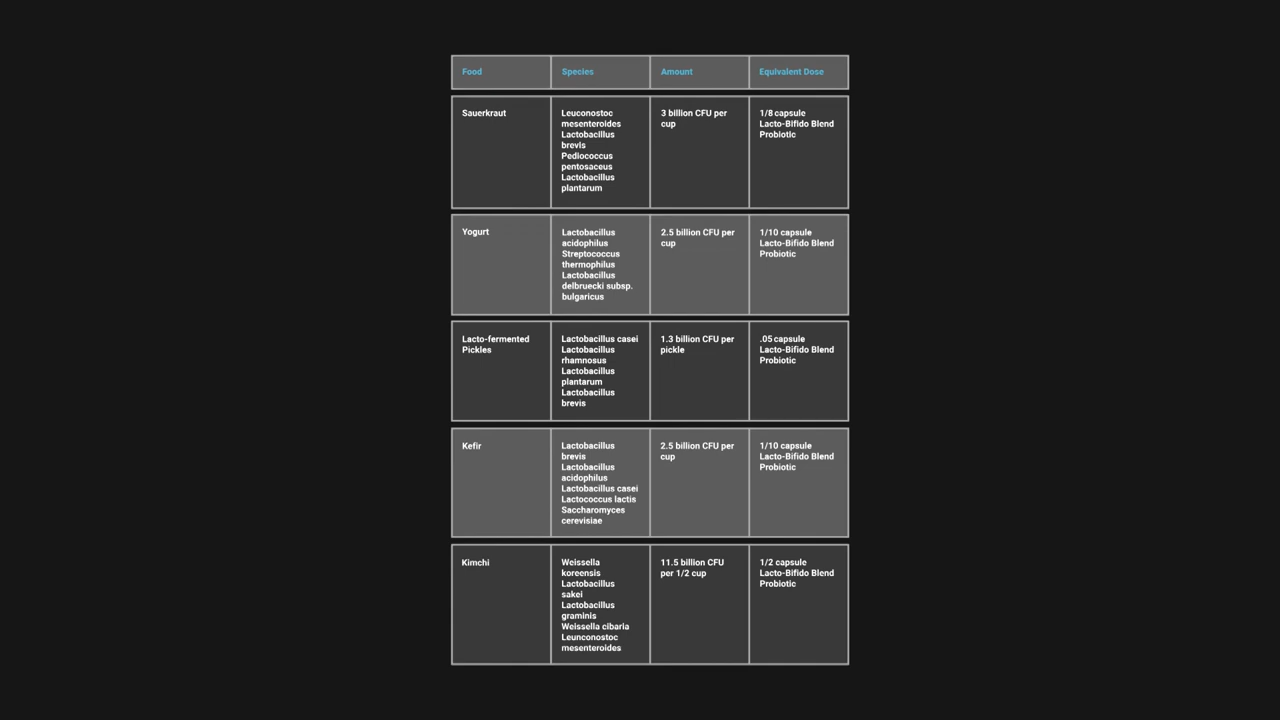 Food
Species
Amount
Equivalent Dose
Sauerkraut
Leuconostoc
mesenteroides
Lactobacillus
brevis
Pediococcus
pentosaceus
Lactobacillus
plantarum
3 billion CFU per
cup
1/8 capsule
Lacto-Bifido Blend
Probiotic
Yogurt
Lactobacillus
acidophilus
Streptococcus
thermophilus
Lactobacillus
delbruecki subsp.
bulgaricus
2.5 billion CFU per
cup
1/10 capsule
Lacto-Bifido Blend
Probiotic
Lacto-fermented
Pickles
Lactobacillus casei
Lactobacillus
rhamnosus
Lactobacillus
plantarum
Lactobacillus
brevis
1.3 billion CFU per
pickle
.05 capsule
Lacto-Bifido Blend
Probiotic
Kefir
Lactobacillus
brevis
Lactobacillus
acidophilus
Lactobacillus casei
Lactococcus lactis
Saccharomyces
cerevisiae
2.5 billion CFU per
cup
1/10 capsule
Lacto-Bifido Blend
Probiotic
Kimchi
Weissella
koreensis
Lactobacillus
sakei
Lactobacillus
graminis
Weissella cibaria
Leunconostoc
mesenteroides
11.5 billion CFU
per 1/2 cup
1/2 capsule
Lacto-Bifido Blend
Probiotic